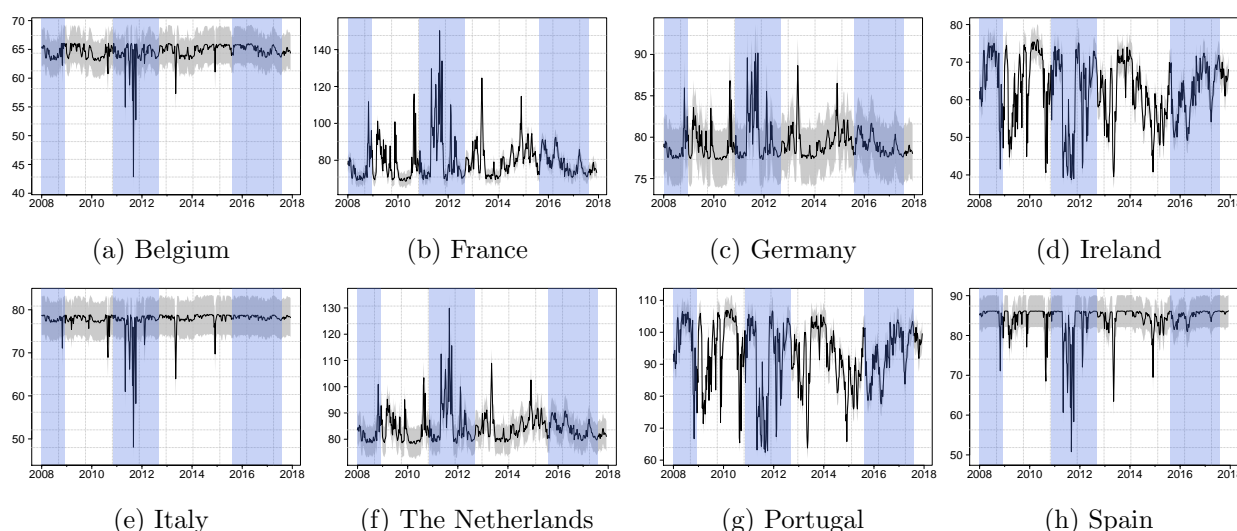 70
65
60
55
50
45
40
2008 2010 2012 2014 2016 2018
(a) Belgium
140
120
100
80
2008 2010 2012 2014 2016 2018
(b) France
90
85
80
75
2008 2010 2012 2014 2016 2018
(c) Germany
80
70
60
50
40
2008 2010 2012 2014 2016 2018
(d) Ireland
80
70
60
50
2008 2010 2012 2014 2016 2018
(e) Italy
130
120
110
100
90
80
2008 2010 2012 2014 2016 2018
(f) The Netherlands
110
100
90
80
70
60
2008 2010 2012 2014 2016 2018
(g) Portugal
90
80
70
60
50
2008 2010 2012 2014 2016 2018
(h) Spain